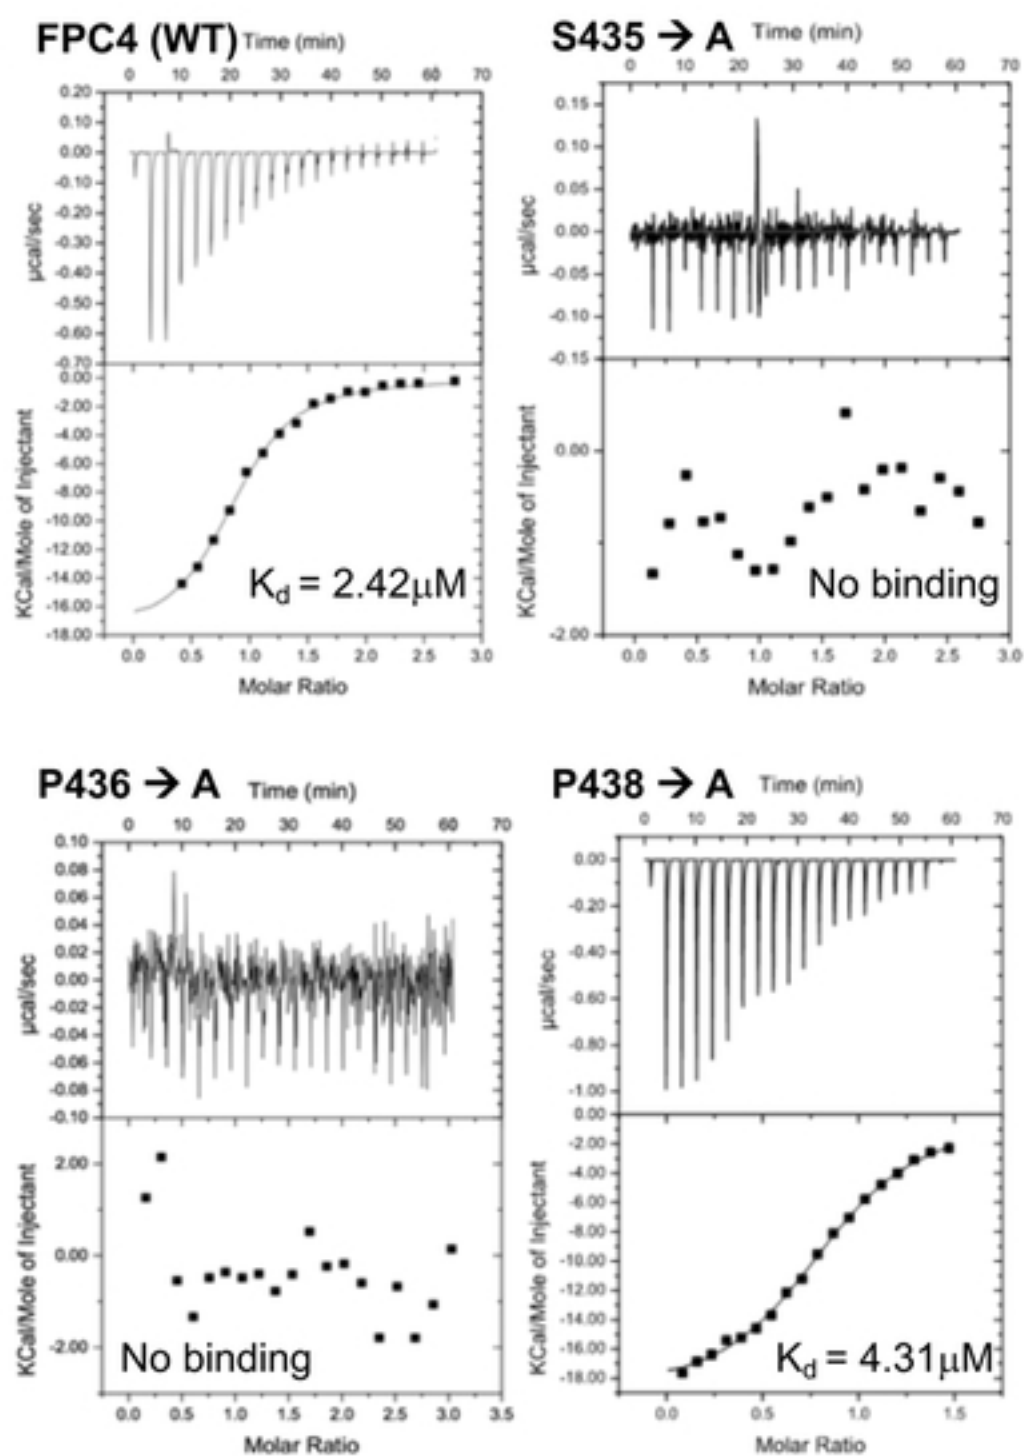 FPC4 (WT) Time (min)
0 10 20 30 40 50 60 70
0.20
0.10
0.00
-0.10
-0.20
-0.30
-0.40
-0.50
-0.60
-0.70
µcal/sec
0.00
-2.00
-4.00
-6.00
-8.00
-10.00
-12.00
-14.00
-16.00
-18.00
KCal/Mole of Injectant
Kd = 2.42µM
0.0 0.5 1.0 1.5 2.0 2.5 3.0
Molar Ratio
S435 → A Time (min)
0 10 20 30 40 50 60 70
0.15
0.10
0.05
0.00
-0.05
-0.10
-0.15
µcal/sec
0.00
-2.00
KCal/Mole of Injectant
No binding
0.0 0.5 1.0 1.5 2.0 2.5 3.0
Molar Ratio
P436 → A Time (min)
0 10 20 30 40 50 60 70
0.10
0.08
0.06
0.04
0.02
0.00
-0.02
-0.04
-0.06
-0.08
-0.10
µcal/sec
2.00
0.00
-2.00
KCal/Mole of Injectant
No binding
0.0 0.5 1.0 1.5 2.0 2.5 3.0 3.5
Molar Ratio
P438 → A Time (min)
0 10 20 30 40 50 60 70
0.00
-0.20
-0.40
-0.60
-0.80
-1.00
µcal/sec
0.00
-2.00
-4.00
-6.00
-8.00
-10.00
-12.00
-14.00
-16.00
-18.00
KCal/Mole of Injectant
Kd = 4.31µM
0.0 0.5 1.0 1.5
Molar Ratio